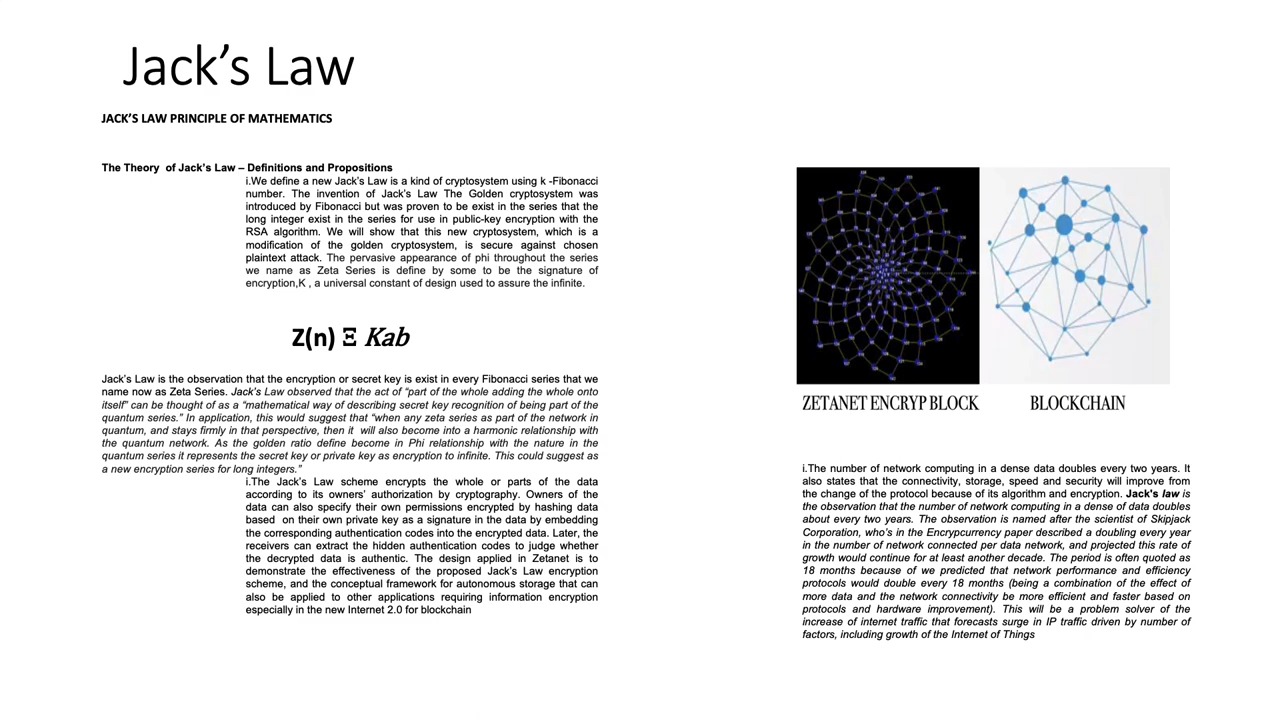 Jack’s Law
JACK’S LAW PRINCIPLE OF MATHEMATICS
The Theory of Jack’s Law – Definitions and Propositions
i.We define a new Jack’s Law is a kind of cryptosystem using k -Fibonacci
number. The invention of Jack’s Law The Golden cryptosystem was
introduced by Fibonacci but was proven to be exist in the series that the
long integer exist in the series for use in public-key encryption with the
RSA algorithm. We will show that this new cryptosystem, which is a
modification of the golden cryptosystem, is secure against chosen
plaintext attack. The pervasive appearance of phi throughout the series
we name as Zeta Series is define by some to be the signature of
encryption,K , a universal constant of design used to assure the infinite.
Z(n) Ξ Kab
Jack’s Law is the observation that the encryption or secret key is exist in every Fibonacci series that we
name now as Zeta Series. Jack’s Law observed that the act of “part of the whole adding the whole onto
itself” can be thought of as a “mathematical way of describing secret key recognition of being part of the
quantum series.” In application, this would suggest that “when any zeta series as part of the network in
quantum, and stays firmly in that perspective, then it will also become into a harmonic relationship with
the quantum network. As the golden ratio define become in Phi relationship with the nature in the
quantum series it represents the secret key or private key as encryption to infinite. This could suggest as
a new encryption series for long integers.”
i.The Jack’s Law scheme encrypts the whole or parts of the data
according to its owners’ authorization by cryptography. Owners of the
data can also specify their own permissions encrypted by hashing data
based on their own private key as a signature in the data by embedding
the corresponding authentication codes into the encrypted data. Later, the
receivers can extract the hidden authentication codes to judge whether
the decrypted data is authentic. The design applied in Zetanet is to
demonstrate the effectiveness of the proposed Jack’s Law encryption
scheme, and the conceptual framework for autonomous storage that can
also be applied to other applications requiring information encryption
especially in the new Internet 2.0 for blockchain
ZETANET ENCRYP BLOCK
BLOCKCHAIN
i.The number of network computing in a dense data doubles every two years. It
also states that the connectivity, storage, speed and security will improve from
the change of the protocol because of its algorithm and encryption. Jack's law is
the observation that the number of network computing in a dense of data doubles
about every two years. The observation is named after the scientist of Skipjack
Corporation, who’s in the Encrypcurrency paper described a doubling every year
in the number of network connected per data network, and projected this rate of
growth would continue for at least another decade. The period is often quoted as
18 months because of we predicted that network performance and efficiency
protocols would double every 18 months (being a combination of the effect of
more data and the network connectivity be more efficient and faster based on
protocols and hardware improvement). This will be a problem solver of the
increase of internet traffic that forecasts surge in IP traffic driven by number of
factors, including growth of the Internet of Things